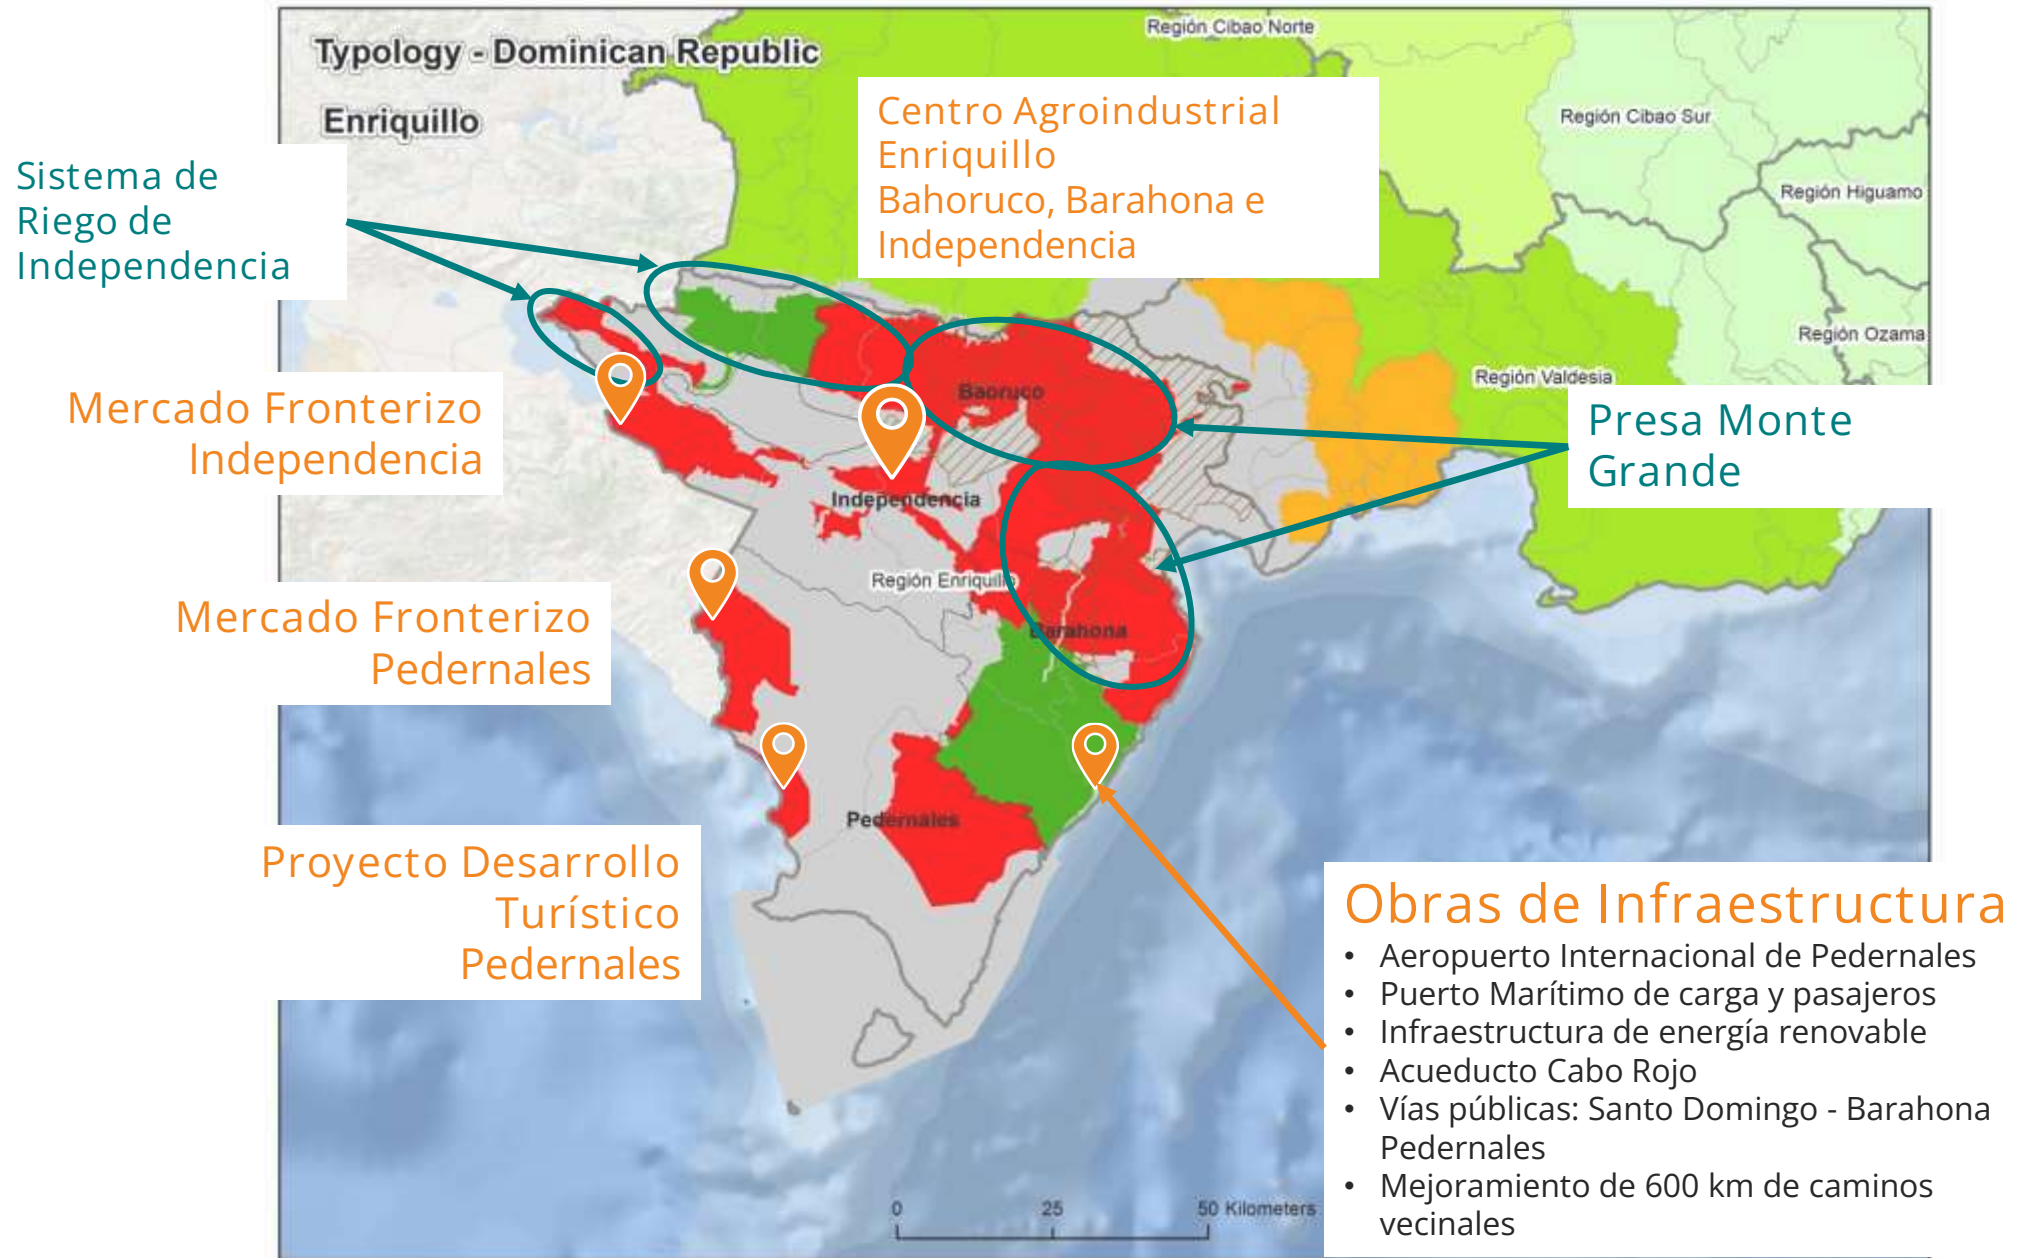 Typology - Dominican Republic
Enriquillo
Región Cibao Norte
Región Cibao Sur
Región Higuamo
Región Ozama
Región Valdesia
Centro Agroindustrial
Enriquillo
Bahoruco, Barahona e
Independencia
Sistema de
Riego de
Independencia
Mercado Fronterizo
Independencia
Baoruco
Presa Monte
Grande
Independencia
Región Enriquillo
Mercado Fronterizo
Pedernales
Barahona
Pedernales
Proyecto Desarrollo
Turístico
Pedernales
Obras de Infraestructura
• Aeropuerto Internacional de Pedernales
• Puerto Marítimo de carga y pasajeros
• Infraestructura de energía renovable
• Acueducto Cabo Rojo
• Vías públicas: Santo Domingo - Barahona
Pedernales
• Mejoramiento de 600 km de caminos
vecinales
0 25 50 Kilometers